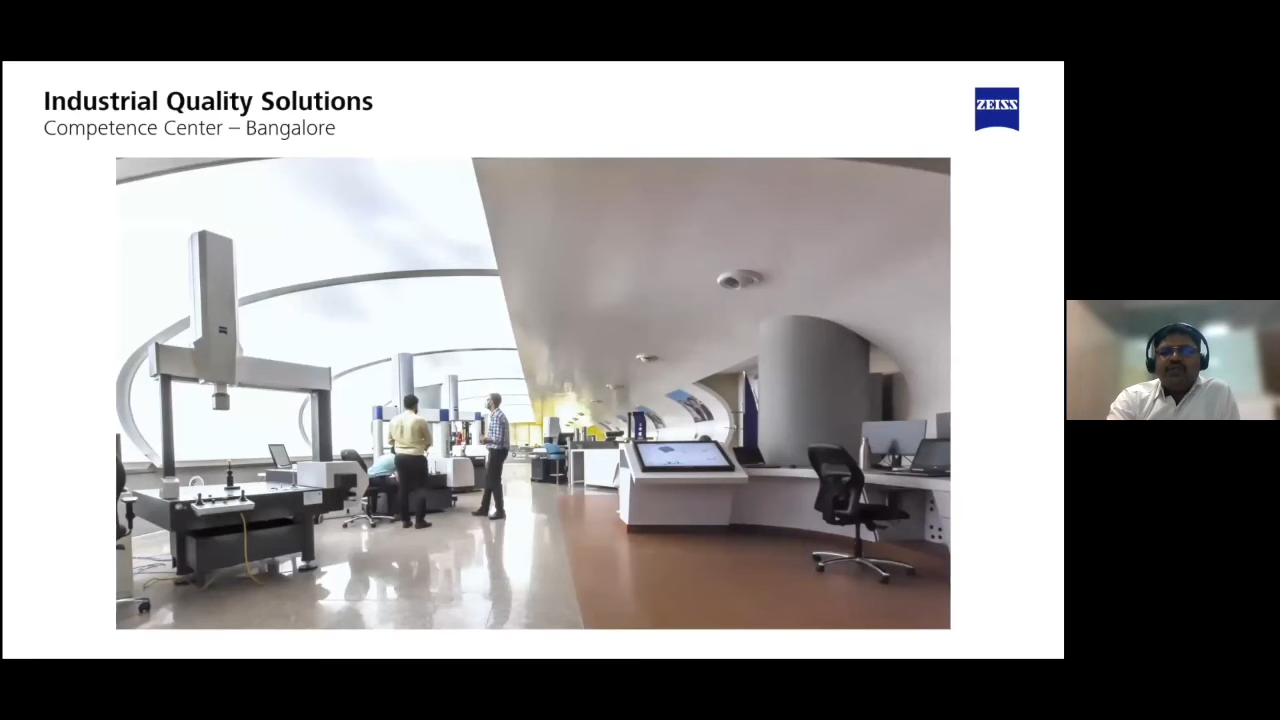 Industrial Quality Solutions
Competence Center – Bangalore
ZEISS